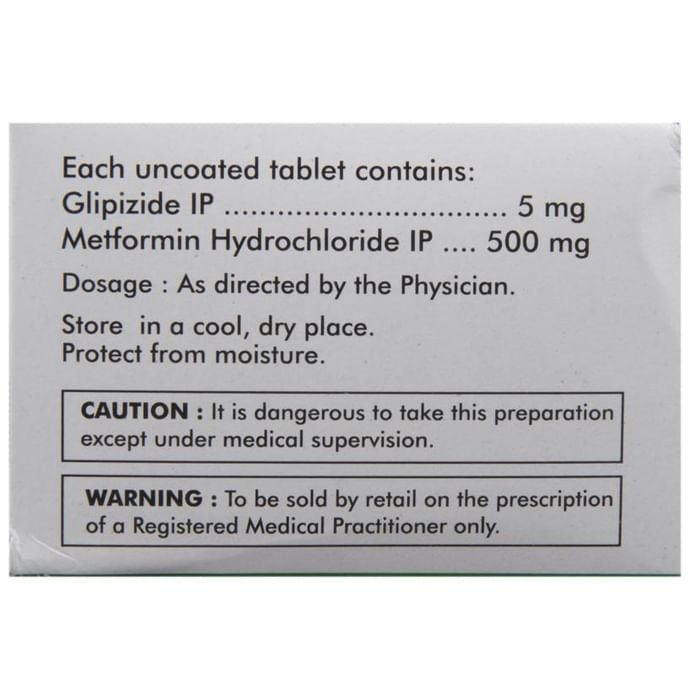 Each uncoated tablet contains:
Glipizide IP ................................ 5 mg
Metformin Hydrochloride IP .... 500 mg
Dosage : As directed by the Physician.
Store in a cool, dry place.
Protect from moisture.
CAUTION : It is dangerous to take this preparation
except under medical supervision.
WARNING : To be sold by retail on the prescription
of a Registered Medical Practitioner only.